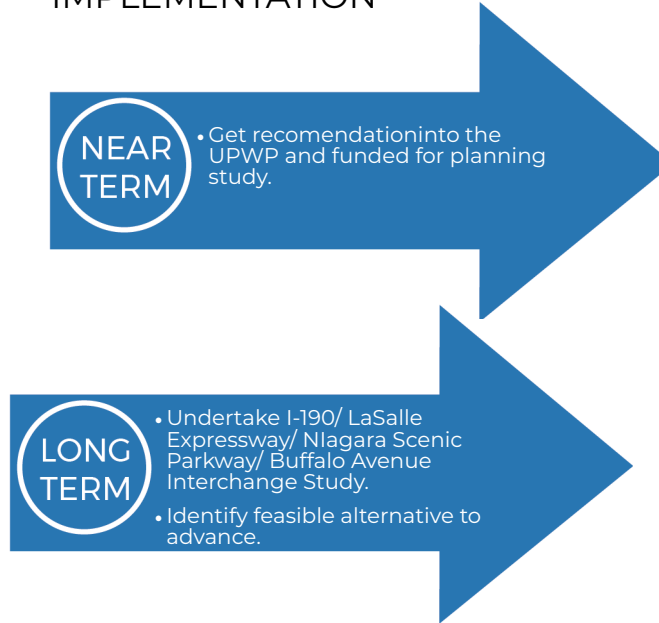 IMPLEMENTATION
NEAR
TERM
• Get recomendationinto the
UPWP and funded for planning
study.
LONG
TERM
• Undertake I-190/ LaSalle
Expressway/ NIagara Scenic
Parkway/ Buffalo Avenue
Interchange Study.
• Identify feasible alternative to
advance.